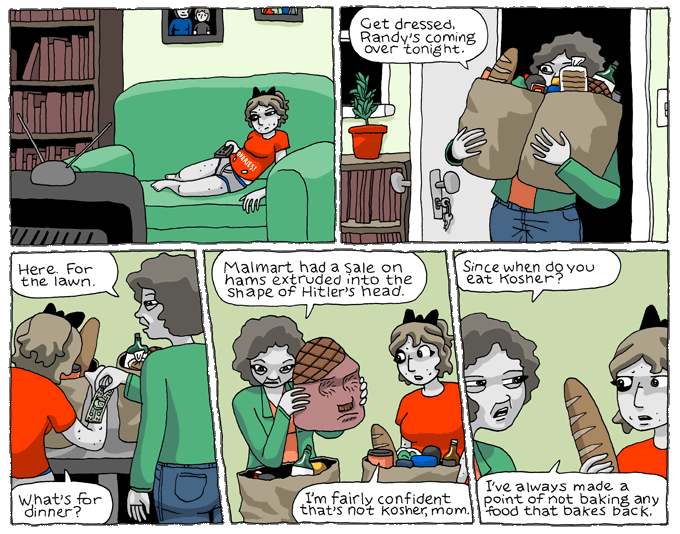 Get dressed,
Randy's coming
over tonight.
Here. For
the lawn.
What's for
dinner?
Malmart had a sale on
hams extruded into the
shape of Hitler's head.
I'm fairly confident
that's not kosher, mom.
Since when do you
eat kosher?
I've always made a
point of not baking any
food that bakes back.